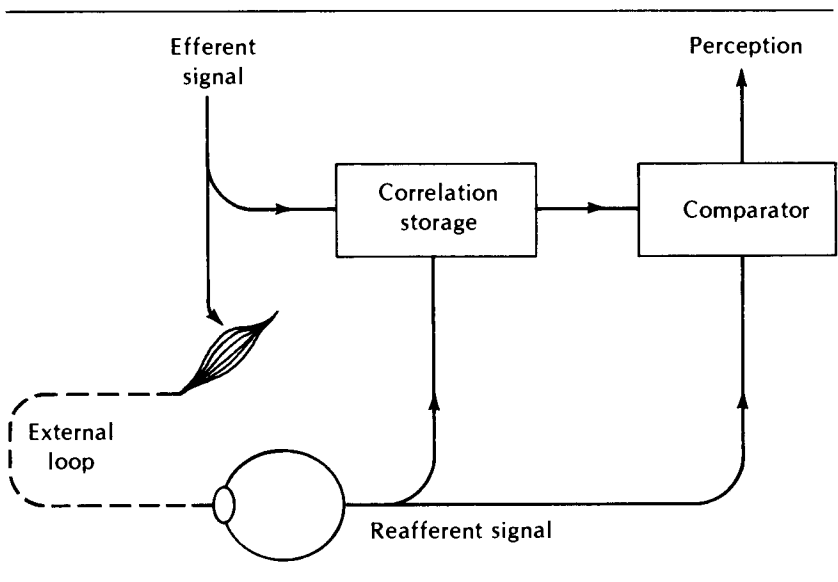 Efferent
signal
Perception
Correlation
storage
Comparator
External
loop
Reafferent signal